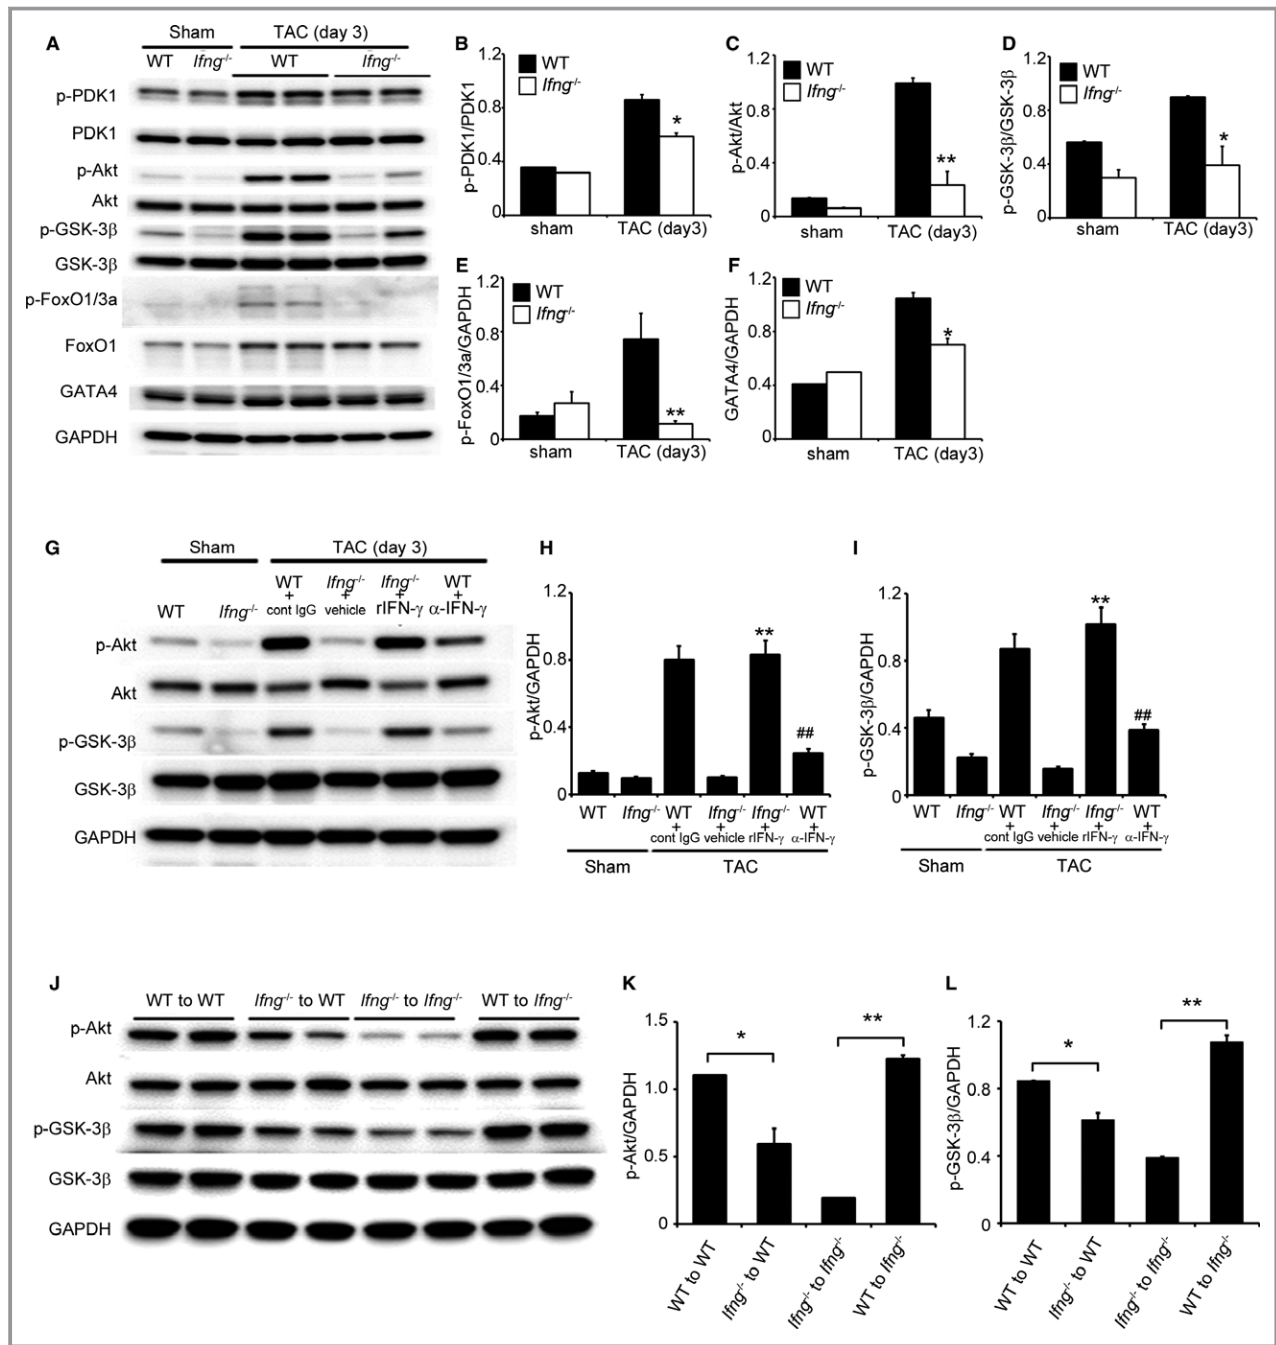 A
Sham
TAC (day 3)
WT
Ifng-/-
WT
Ifng-/-
p-PDK1
PDK1
p-Akt
Akt
p-GSK-3β
GSK-3β
p-FoxO1/3a
FoxO1
GATA4
GAPDH
B
1.2
0.8
0.4
0
p-PDK1/PDK1
WT
Ifng-/-
*
sham
TAC (day3)
C
1.2
0.8
0.4
0
p-Akt/Akt
WT
Ifng-/-
**
sham
TAC (day3)
D
1.2
0.8
0.4
0
p-GSK-3β/GSK-3β
WT
Ifng-/-
*
sham
TAC (day3)
E
1.2
0.8
0.4
0
p-FoxO1/3a/GAPDH
WT
Ifng-/-
**
sham
TAC (day3)
F
1.2
0.8
0.4
0
GATA4/GAPDH
WT
Ifng-/-
*
sham
TAC (day3)
G
Sham
TAC (day 3)
WT
Ifng-/-
WT + cont IgG
Ifng-/- + vehicle
Ifng-/- + rIFN-γ
WT + α-IFN-γ
p-Akt
Akt
p-GSK-3β
GSK-3β
GAPDH
H
1.2
0.8
0.4
0
p-Akt/GAPDH
**
##
WT
Ifng-/-
WT + cont IgG
Ifng-/- + vehicle
Ifng-/- + rIFN-γ
WT + α-IFN-γ
Sham
TAC
I
1.2
0.8
0.4
0
p-GSK-3β/GAPDH
**
##
WT
Ifng-/-
WT + cont IgG
Ifng-/- + vehicle
Ifng-/- + rIFN-γ
WT + α-IFN-γ
Sham
TAC
J
WT to WT
Ifng-/- to WT
Ifng-/- to Ifng-/-
WT to Ifng-/-
p-Akt
Akt
p-GSK-3β
GSK-3β
GAPDH
K
1.5
1.0
0.5
0
p-Akt/GAPDH
*
**
WT to WT
Ifng-/- to WT
Ifng-/- to Ifng-/-
WT to Ifng-/-
L
1.2
0.8
0.4
0
p-GSK-3β/GAPDH
*
**
WT to WT
Ifng-/- to WT
Ifng-/- to Ifng-/-
WT to Ifng-/-